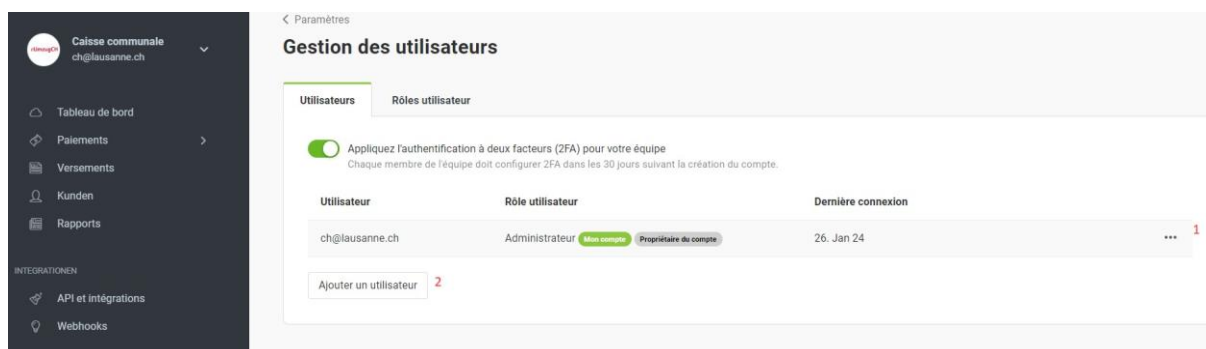 Caisse communale
ch@lausanne.ch
Tableau de bord
Paiements
Versements
Kunden
Rapports
INTEGRATIONEN
API et intégrations
Webhooks
Paramètres
Gestion des utilisateurs
Utilisateurs Rôles utilisateur
Appliquez l'authentification à deux facteurs (2FA) pour votre équipe
Chaque membre de l'équipe doit configurer 2FA dans les 30 jours suivant la création du compte.
Utilisateur Rôle utilisateur Dernière connexion
ch@lausanne.ch Administrateur Mon compte Propriétaire du compte 26. Jan 24 ... 1
Ajouter un utilisateur 2